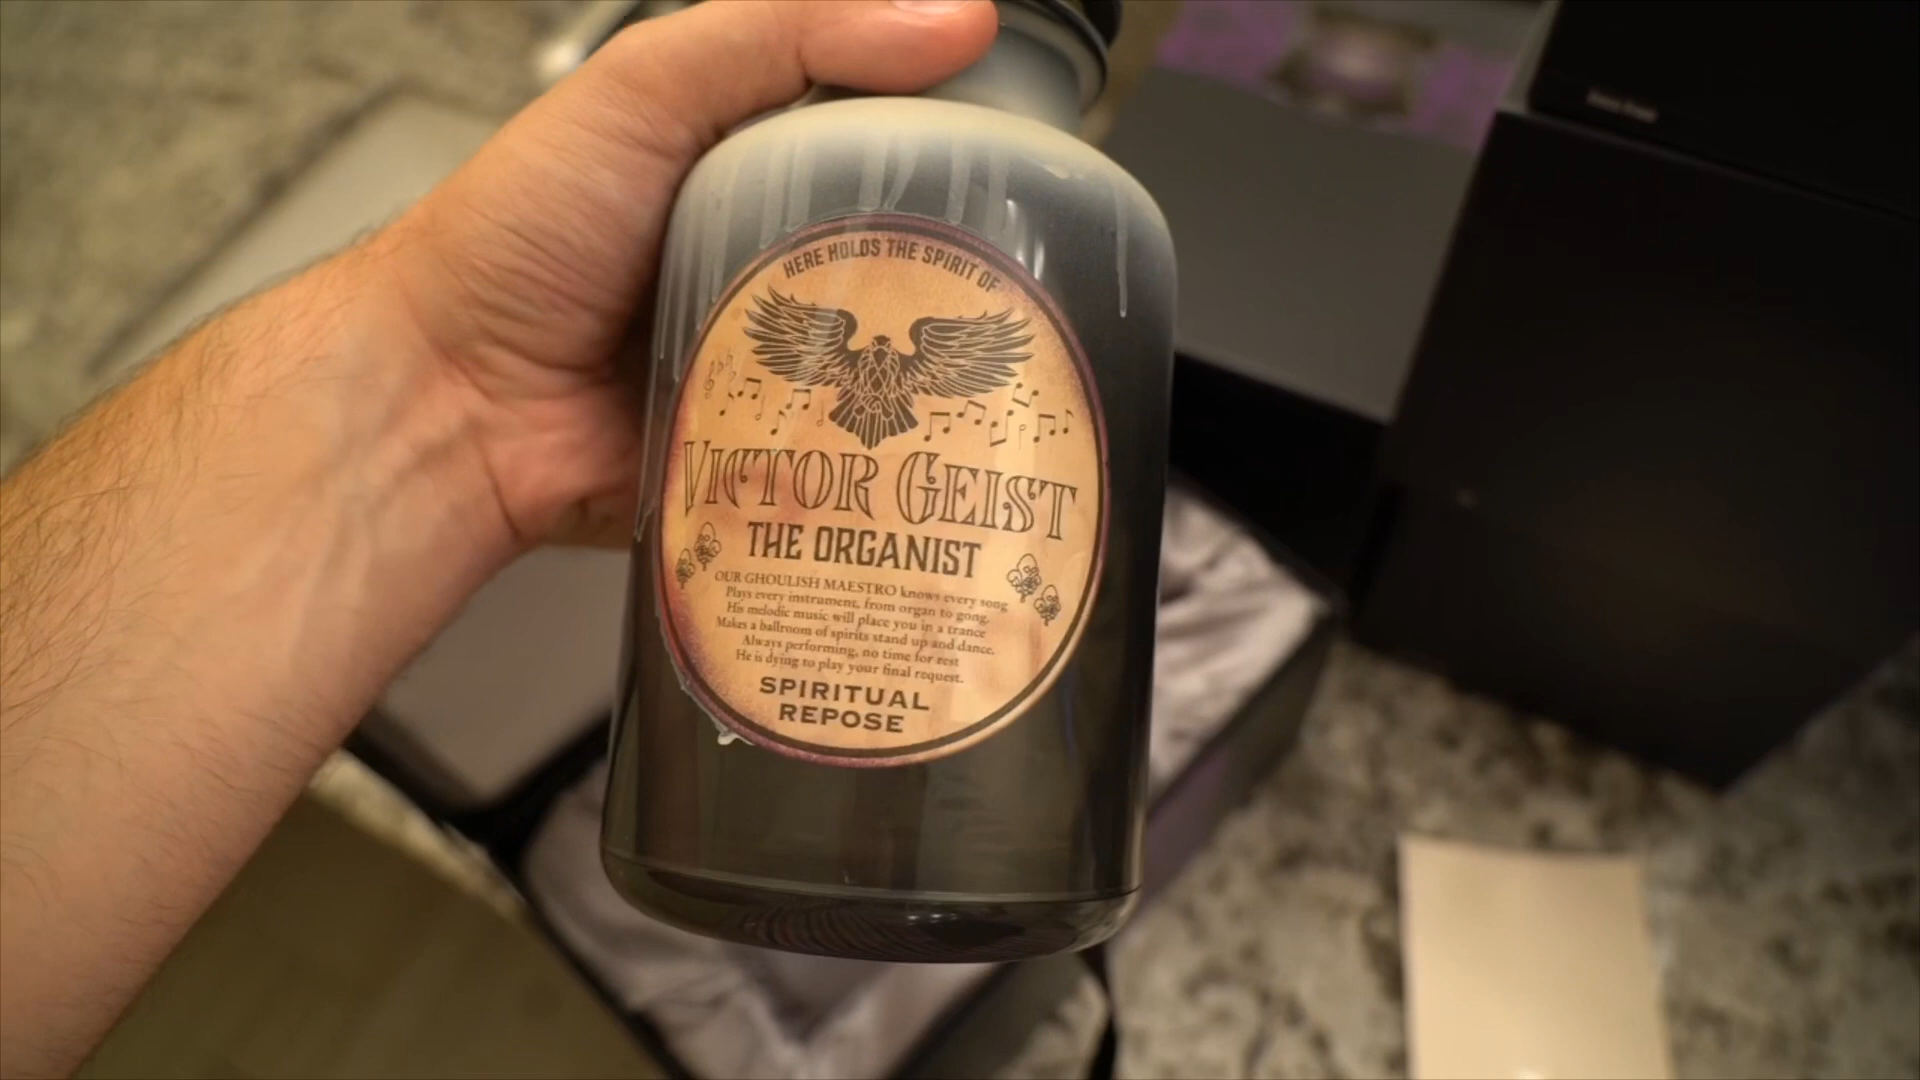 HERE HOLDS THE SPIRIT OF
VICTOR GEIST
THE ORGANIST
OUR GHOULISH MAESTRO knows every song
Plays every instrument, from organ to gong.
His melodic music will place you in a trance
Makes a ballroom of spirits stand up and dance.
Always performing, no time for rest
He is dying to play your final request.
SPIRITUAL
REPOSE